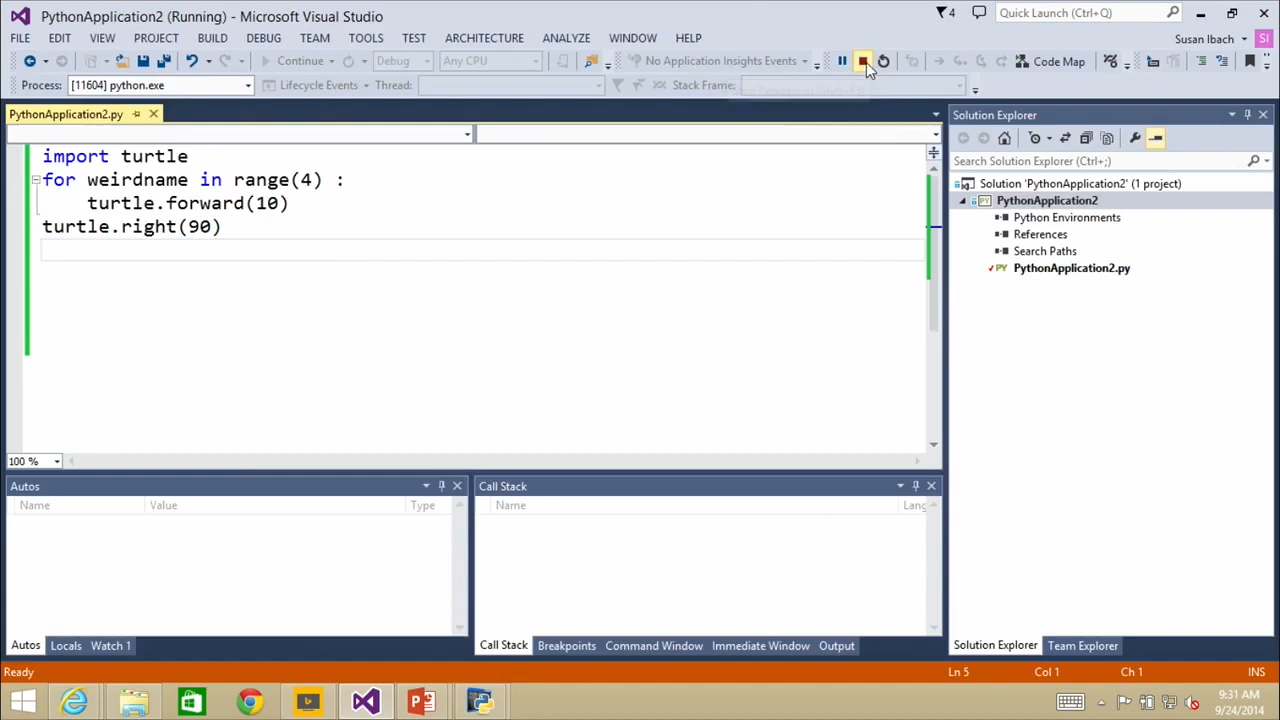 PythonApplication2 (Running) - Microsoft Visual Studio
4
Quick Launch (Ctrl+Q)
FILE EDIT VIEW PROJECT BUILD DEBUG TEAM TOOLS TEST ARCHITECTURE ANALYZE WINDOW HELP
Susan Ibach
SI
Continue
Debug
Any CPU
No Application Insights Events
Code Map
Process: [11604] python.exe
Lifecycle Events
Thread:
Stack Frame:
PythonApplication2.py
import turtle
for weirdname in range(4) :
turtle.forward(10)
turtle.right(90)
100 %
Autos
Name Value Type
Autos Locals Watch 1
Call Stack
Name Lang
Call Stack Breakpoints Command Window Immediate Window Output
Solution Explorer
Search Solution Explorer (Ctrl+;)
Solution 'PythonApplication2' (1 project)
PY PythonApplication2
Python Environments
References
Search Paths
PY PythonApplication2.py
Solution Explorer Team Explorer
Ready
Ln 5 Col 1 Ch 1 INS
9:31 AM
9/24/2014